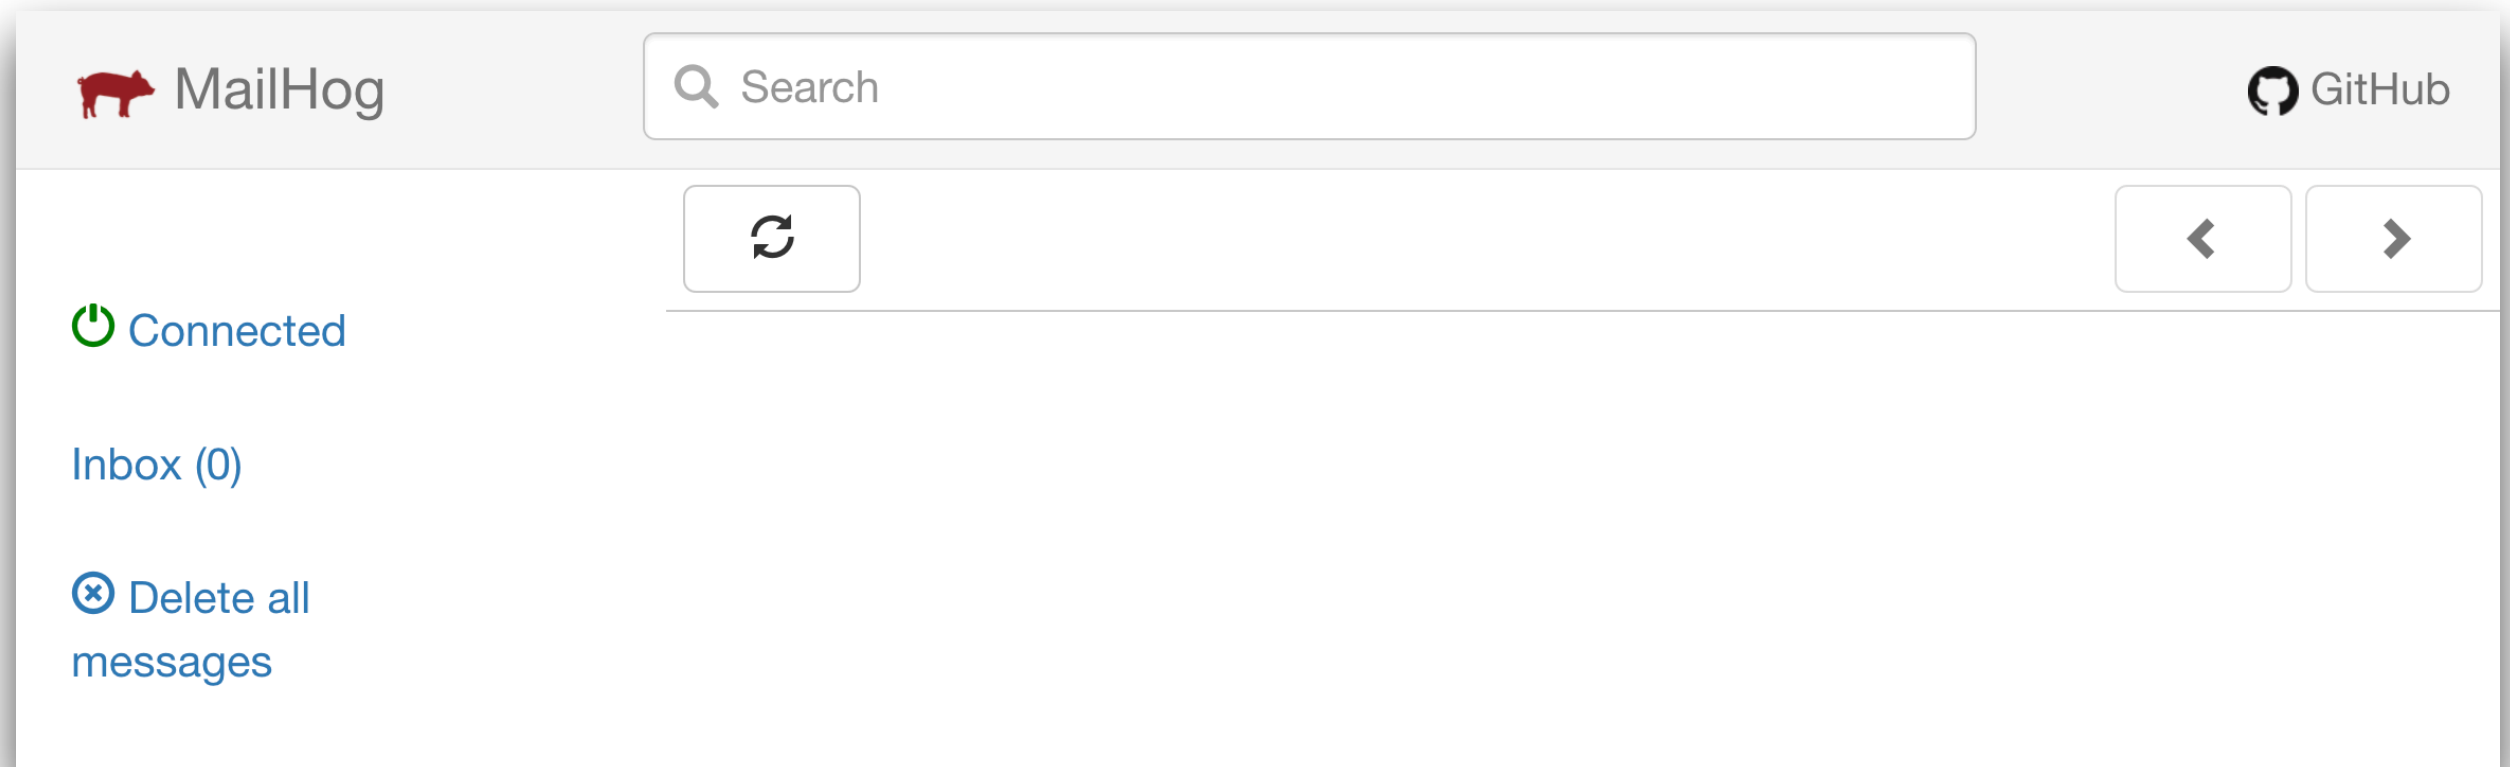 MailHog
Search
GitHub
Connected
Inbox (0)
Delete all
messages